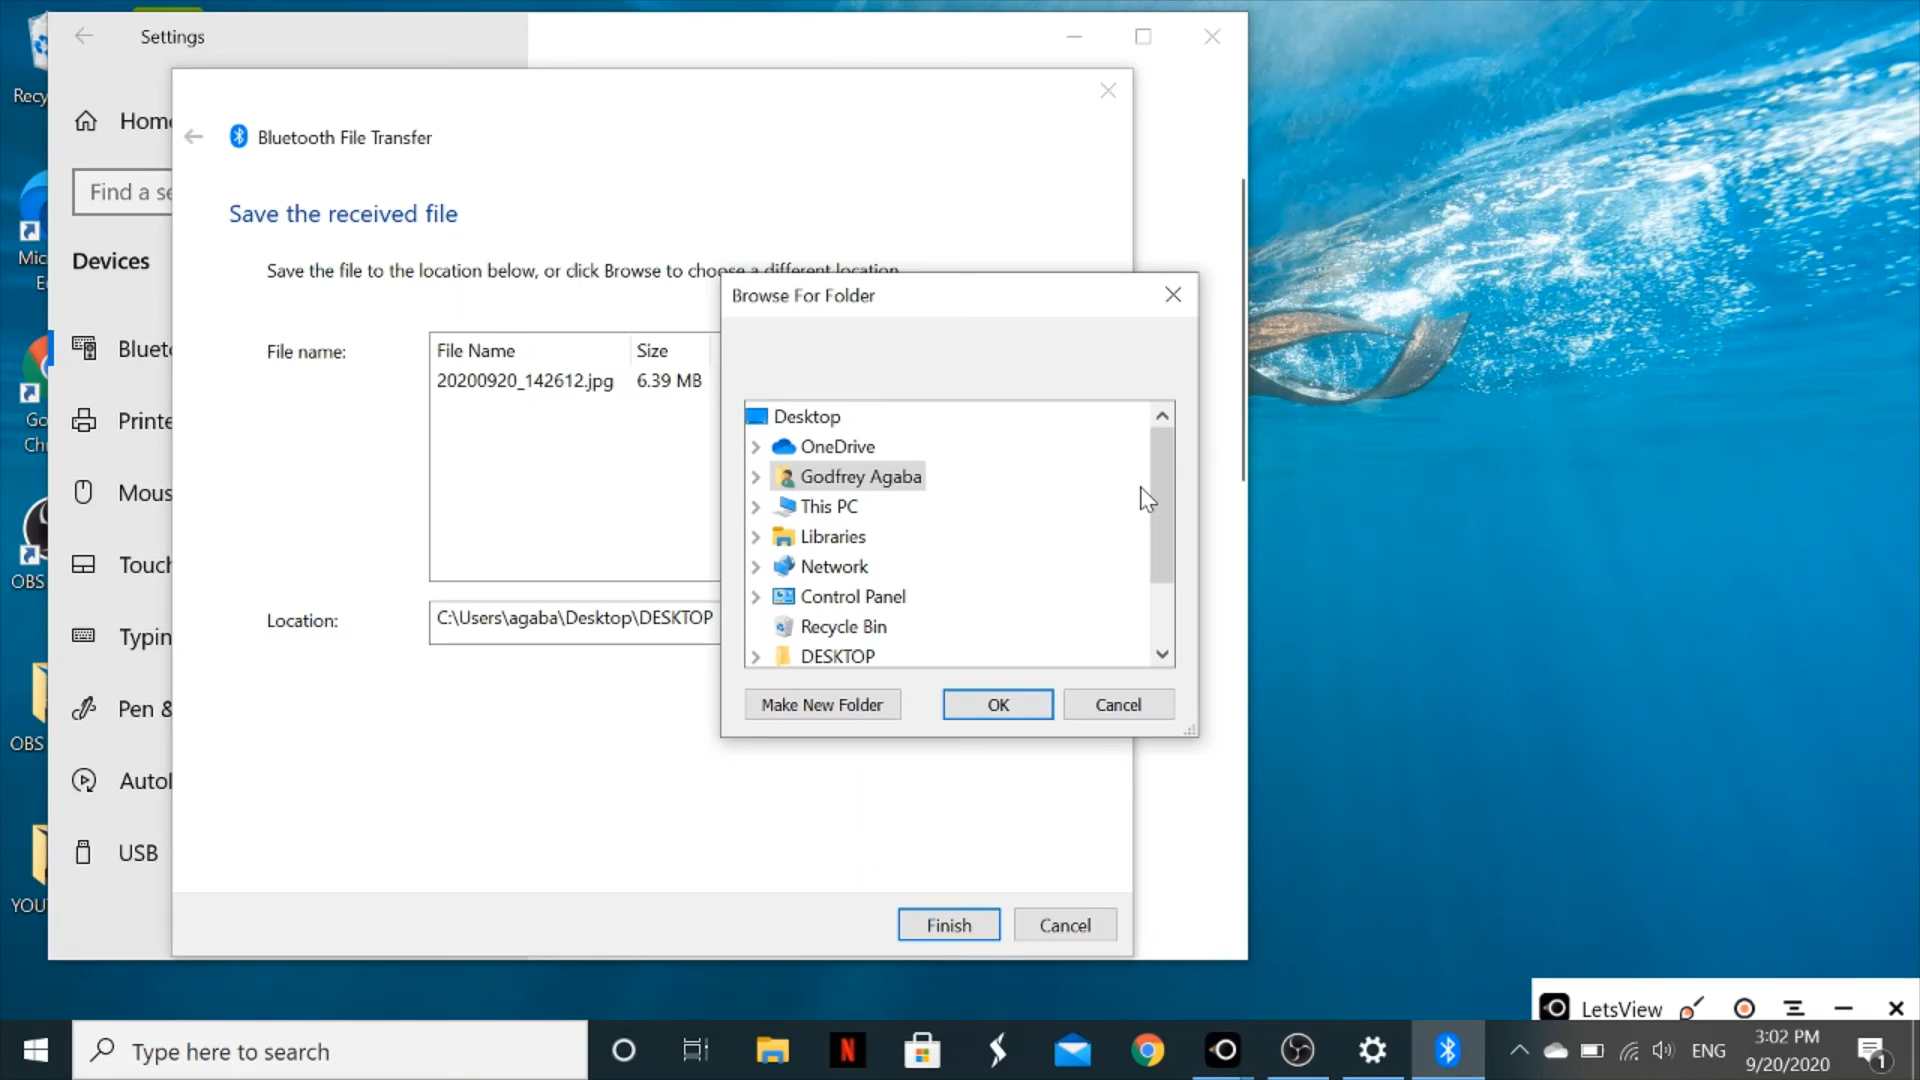 Settings
Recy
Home
Bluetooth File Transfer
Find a se
Save the received file
Devices
Save the file to the location below, or click Browse to choose a different location.
Browse For Folder
File name:
File Name Size
20200920_142612.jpg 6.39 MB
Desktop
OneDrive
Godfrey Agaba
This PC
Libraries
Network
Control Panel
Recycle Bin
DESKTOP
Location:
C:\Users\agaba\Desktop\DESKTOP
Make New Folder
OK
Cancel
Mic
E
Go
Chr
OBS
OBS
YOU
Blueto
Printe
Mous
Touch
Typin
Pen &
Autol
USB
Finish
Cancel
LetsView
Type here to search
N
ENG
3:02 PM
9/20/2020
1